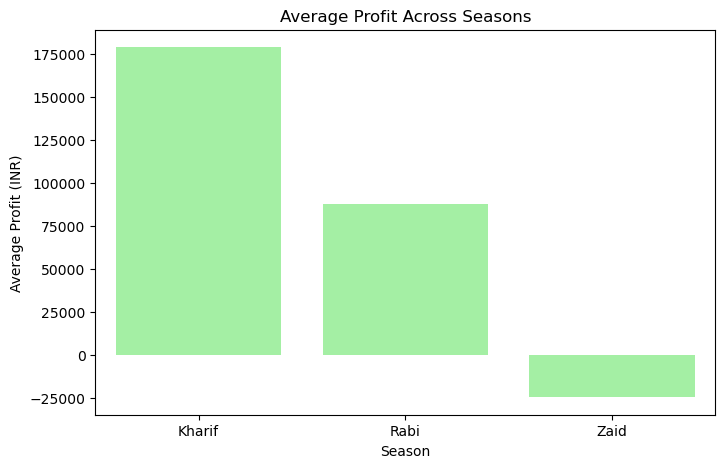 Average Profit Across Seasons
Average Profit (INR)
175000
150000
125000
100000
75000
50000
25000
0
−25000
Kharif
Rabi
Zaid
Season